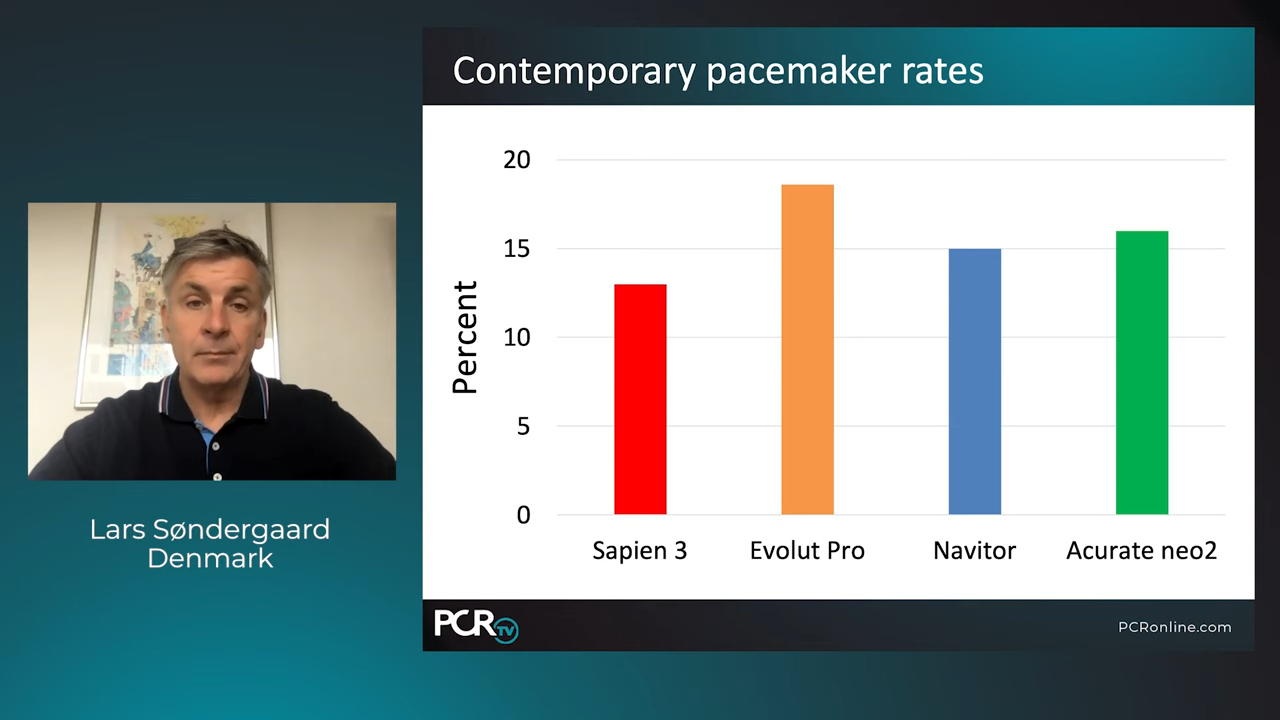 Contemporary pacemaker rates
20
15
10
5
0
Percent
Sapien 3
Evolut Pro
Navitor
Acurate neo2
Lars Søndergaard
Denmark
PCR TV
PCRonline.com